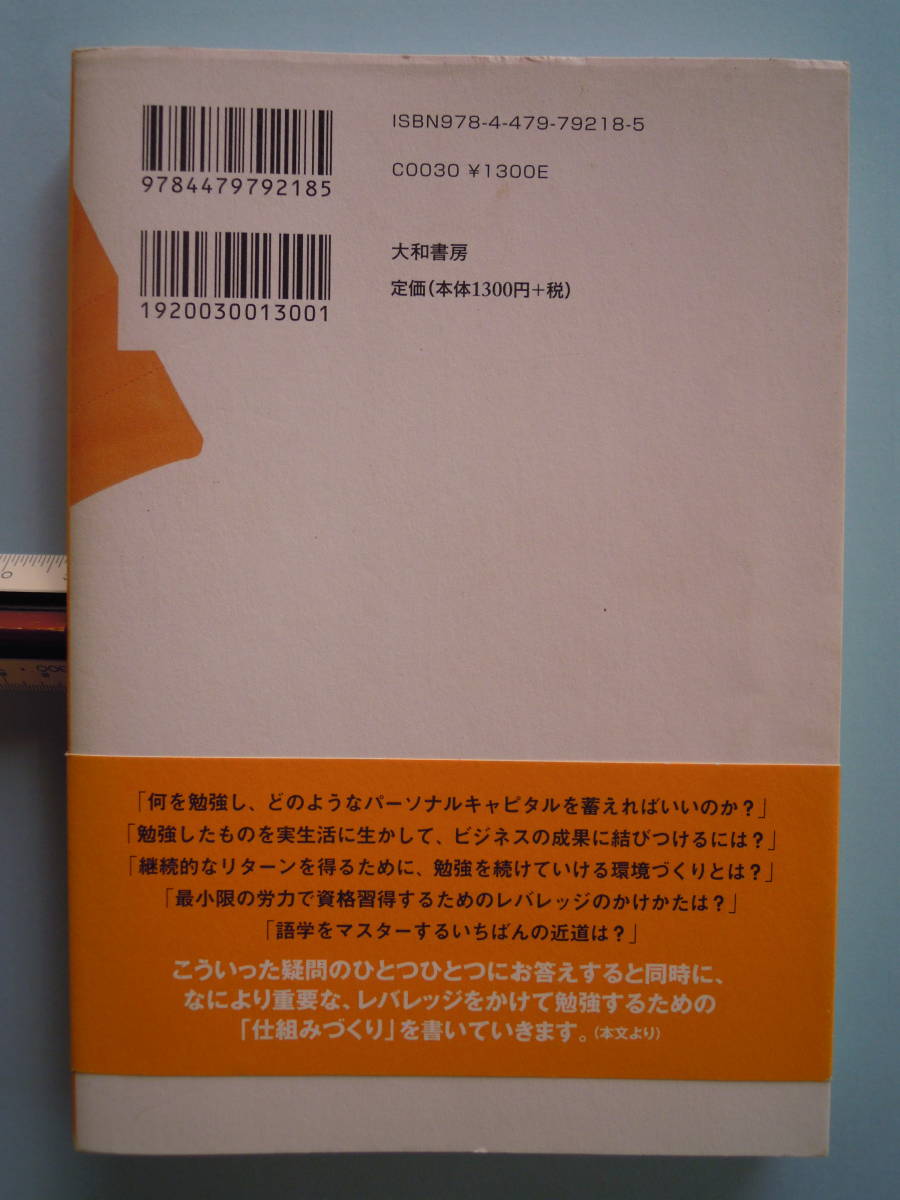 ISBN978-4-479-79218-5
9784479792185
C0030 ¥1300E
大和書房
1920030013001
定価(本体1300円+税)
「何を勉強し、どのようなパーソナルキャピタルを蓄えればいいのか?」
「勉強したものを実生活に生かして、ビジネスの成果に結びつけるには?」
「継続的なリターンを得るために、勉強を続けていける環境づくりとは?」
「最小限の労力で資格習得するためのレバレッジのかけかたは?」
「語学をマスターするいちばんの近道は?」
こういった疑問のひとつひとつにお答えすると同時に、
なにより重要な、レバレッジをかけて勉強するための
「仕組みづくり」を書いていきます。(本文より)